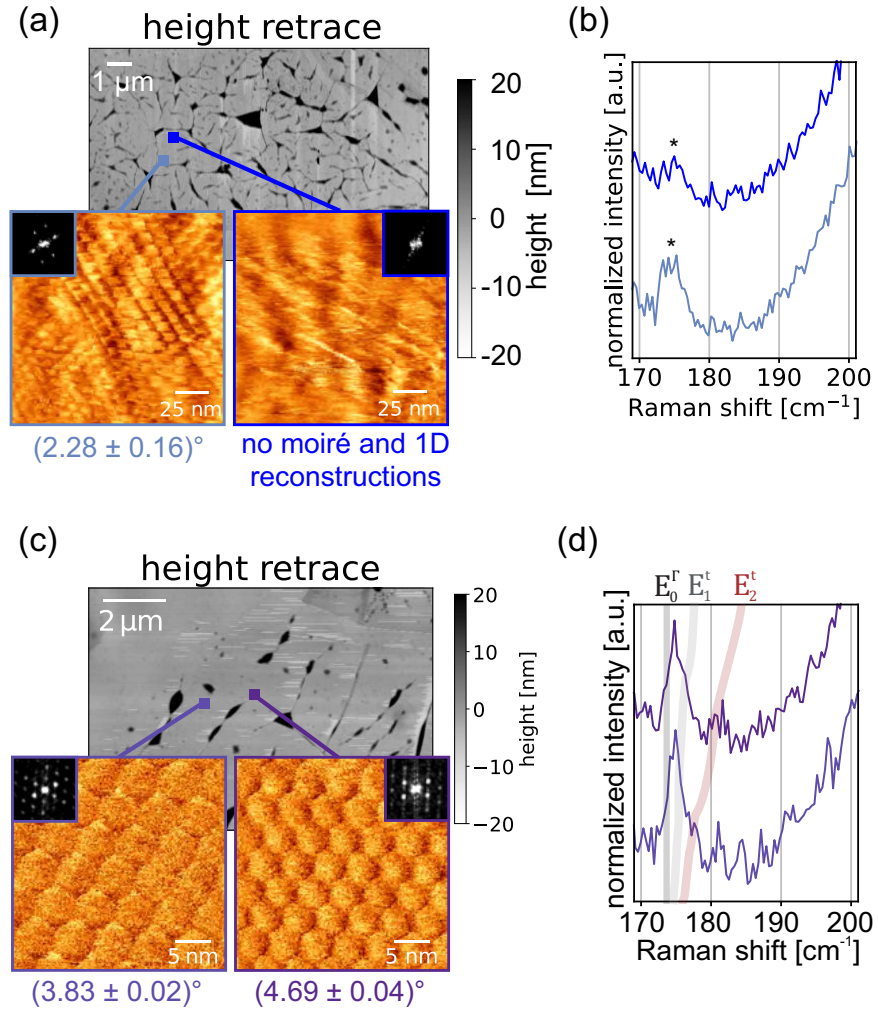 (a)
height retrace
1 µm
20
10
0
-10
-20
height [nm]
25 nm
25 nm
(2.28 ± 0.16)°
no moiré and 1D
reconstructions
(b)
normalized intensity [a.u.]
*
*
170 180 190 200
Raman shift [cm⁻¹]
(c)
height retrace
2 µm
20
10
0
−10
−20
height [nm]
5 nm
5 nm
(3.83 ± 0.02)°
(4.69 ± 0.04)°
(d)
E₀^Γ E₁^t E₂^t
normalized intensity [a.u.]
170 180 190 200
Raman shift [cm⁻¹]